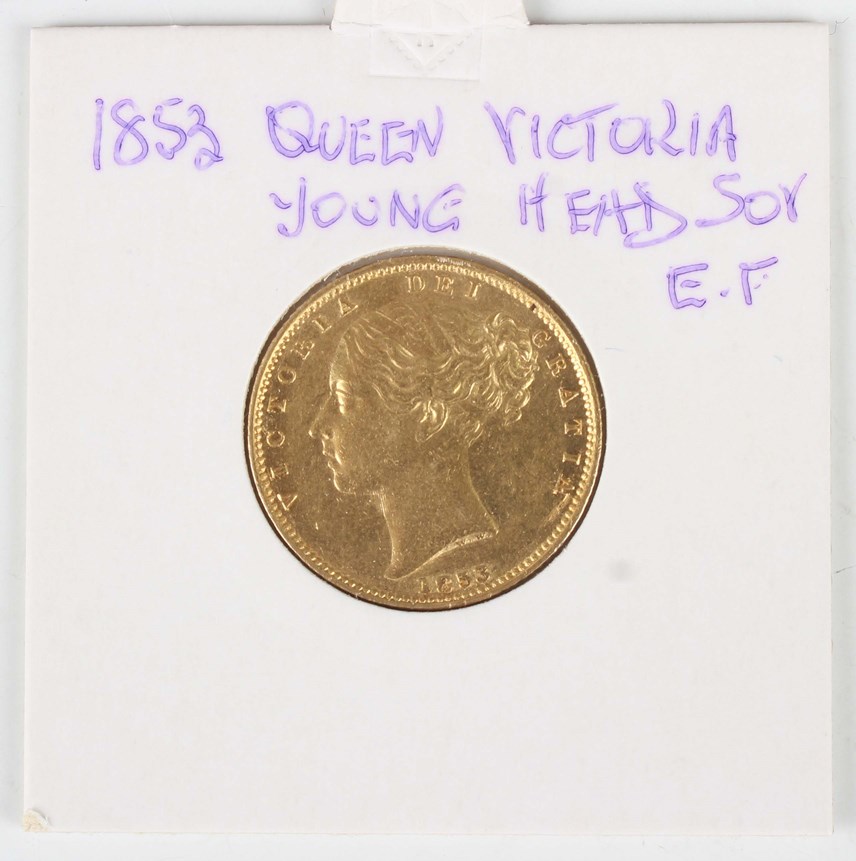 1853 QUEEN VICTORIA
YOUNG HEAD SOV
E.F
VICTORIA DEI GRATIA
1853